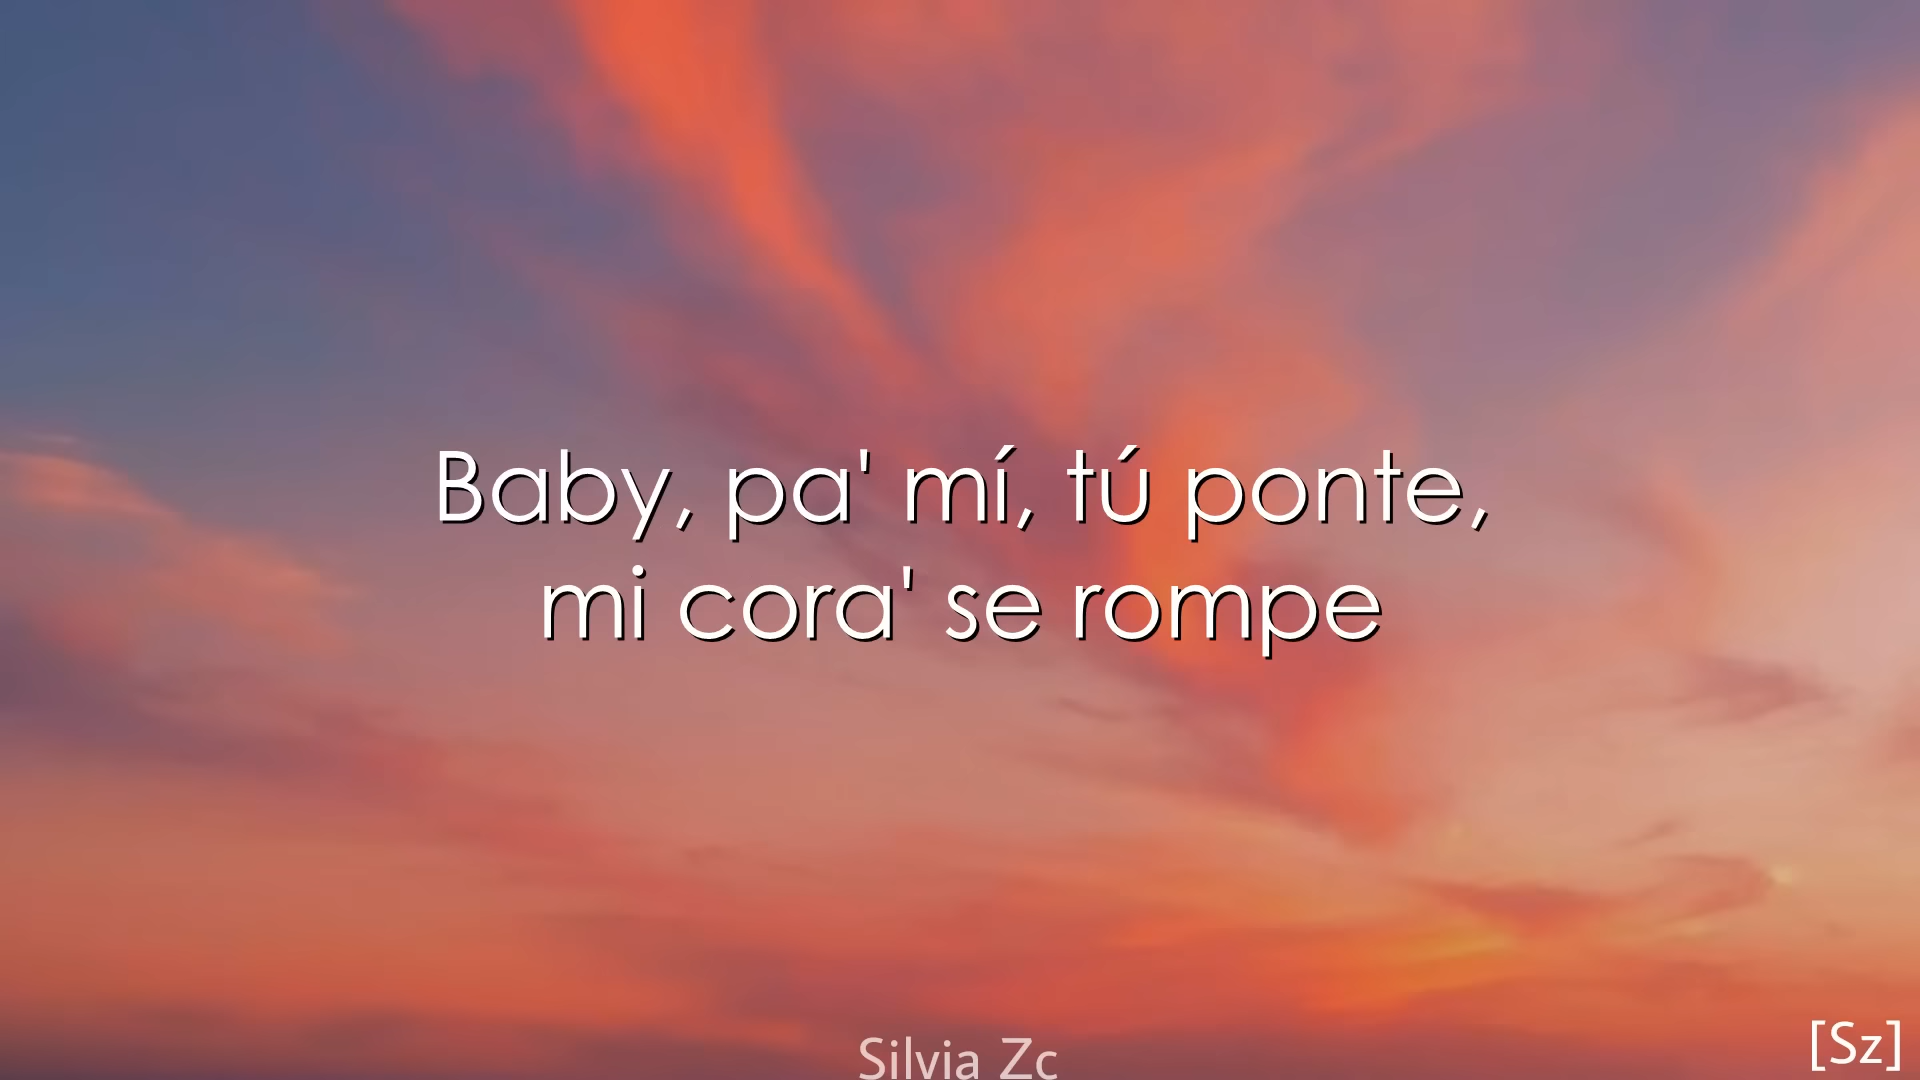 Baby, pa' mí, tú ponte,
mi cora' se rompe
Silvia Zc
[Sz]